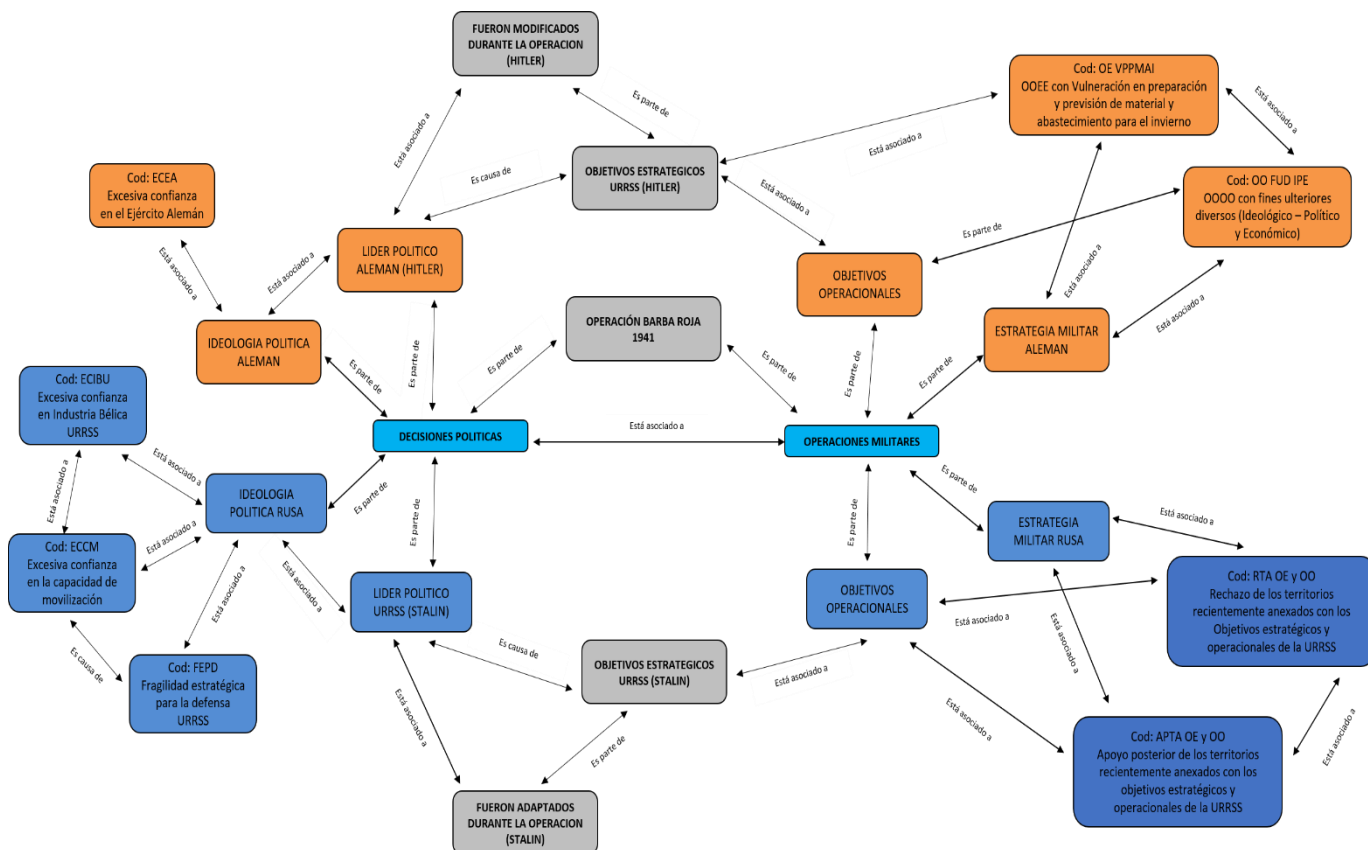 FUERON MODIFICADOS
DURANTE LA OPERACION
(HITLER)
Cod: OE VPPMAI
OOEE con Vulneración en preparación
y previsión de material y
abastecimiento para el invierno
Está asociado a
Es parte de
Está asociado a
Está asociado a
OBJETIVOS ESTRATEGICOS
URRSS (HITLER)
Es causa de
Está asociado a
Cod: ECEA
Excesiva confianza
en el Ejército Alemán
Cod: OO FUD IPE
OOOO con fines ulteriores
diversos (Ideológico – Político
y Económico)
Es parte de
Está asociado a
Está asociado a
LIDER POLITICO
ALEMAN (HITLER)
OBJETIVOS
OPERACIONALES
Está asociado a
Está asociado a
IDEOLOGIA POLITICA
ALEMAN
OPERACIÓN BARBA ROJA
1941
ESTRATEGIA MILITAR
ALEMAN
Es parte de
Es parte de
Es parte de
Es parte de
Es parte de
Es parte de
Cod: ECIBU
Excesiva confianza
en Industria Bélica
URRSS
DECISIONES POLITICAS
Está asociado a
OPERACIONES MILITARES
Está asociado a
Está asociado a
IDEOLOGIA
POLITICA RUSA
Es parte de
Es parte de
Es parte de
Es parte de
ESTRATEGIA
MILITAR RUSA
Está asociado a
Cod: ECCM
Excesiva confianza
en la capacidad de
movilización
Está asociado a
Está asociado a
Está asociado a
LIDER POLITICO
URRSS (STALIN)
OBJETIVOS
OPERACIONALES
Está asociado a
Está asociado a
Cod: RTA OE y OO
Rechazo de los territorios
recientemente anexados con los
Objetivos estratégicos y
operacionales de la URRSS
Es causa de
Cod: FEPD
Fragilidad estratégica
para la defensa
URRSS
Es causa de
OBJETIVOS ESTRATEGICOS
URRSS (STALIN)
Está asociado a
Está asociado a
Está asociado a
Es parte de
Cod: APTA OE y OO
Apoyo posterior de los territorios
recientemente anexados con los
objetivos estratégicos y
operacionales de la URRSS
Está asociado a
FUERON ADAPTADOS
DURANTE LA OPERACION
(STALIN)